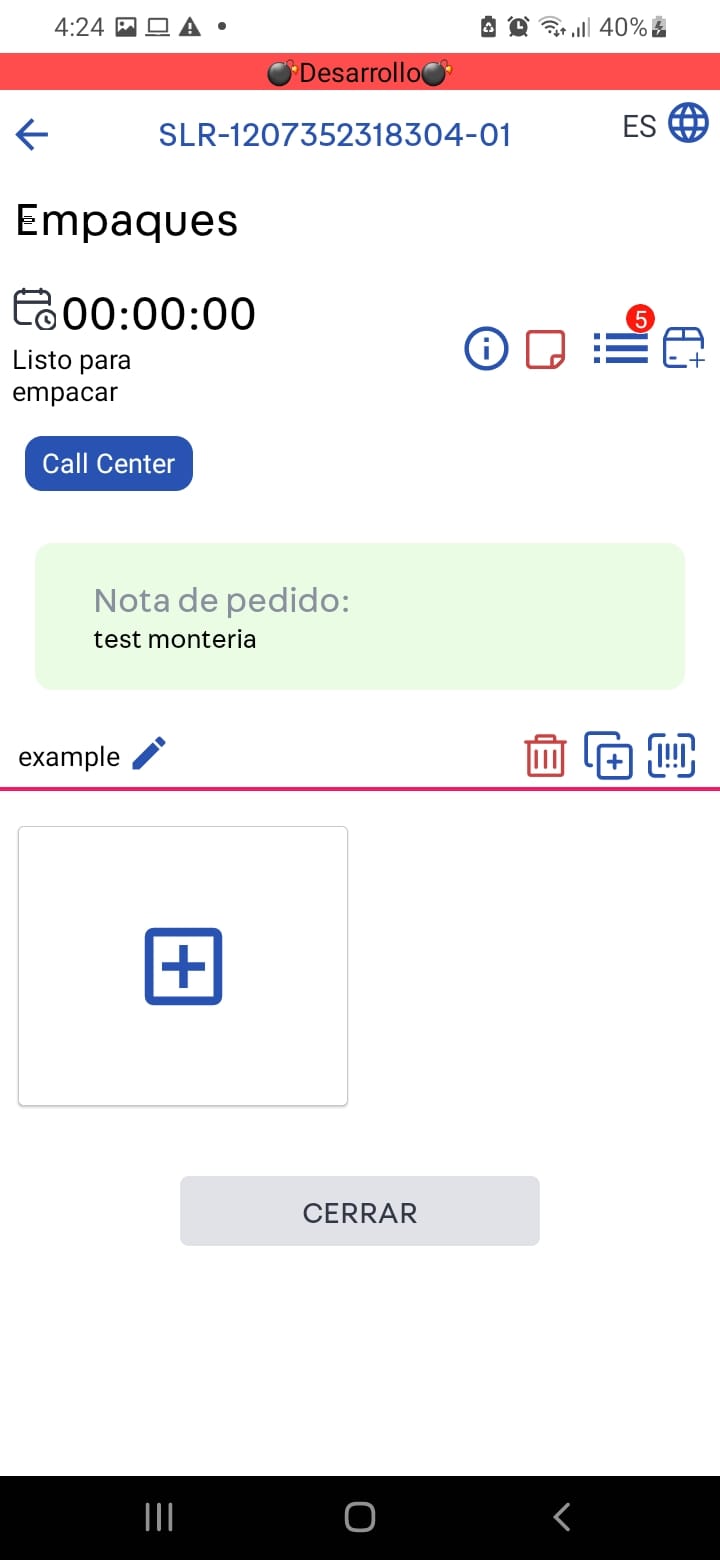 4:24
40%
💣Desarrollo💣
SLR-1207352318304-01
ES
Empaques
00:00:00
5
Listo para
empacar
Call Center
Nota de pedido:
test monteria
example
CERRAR